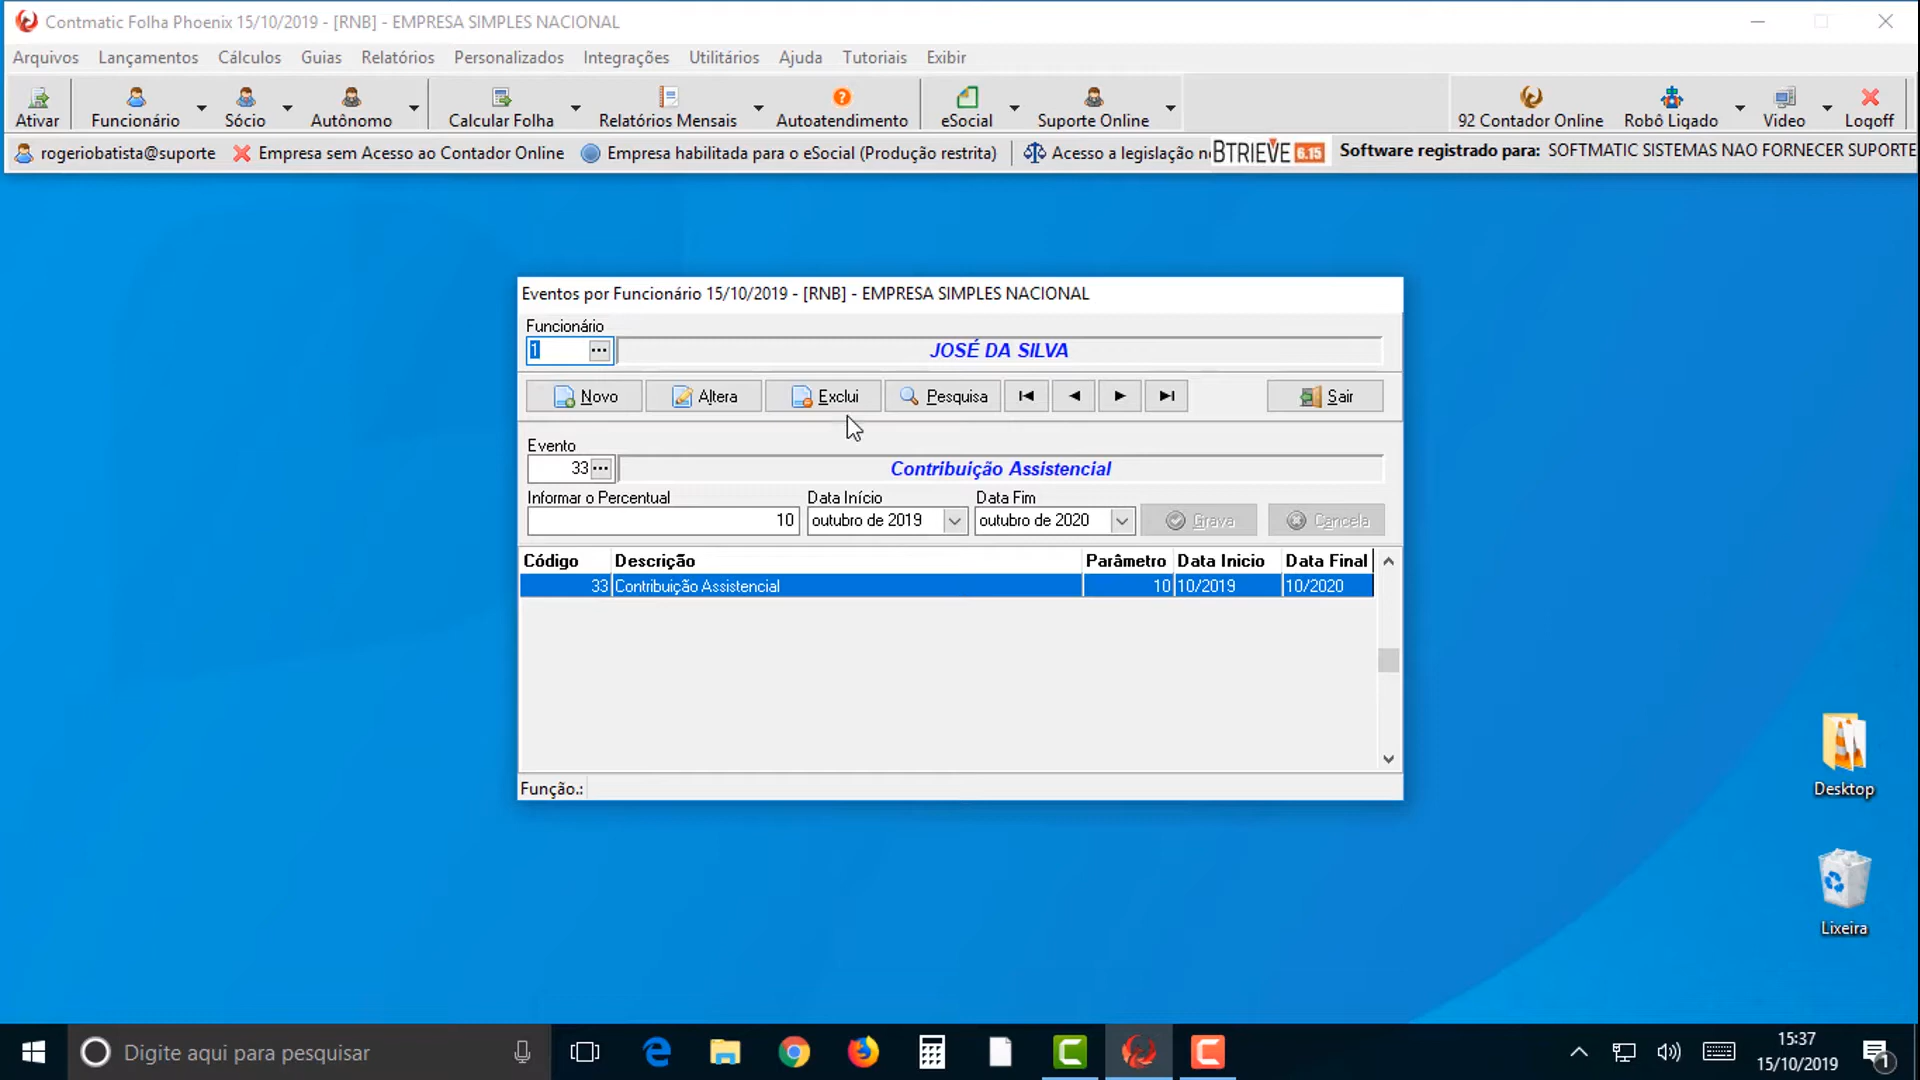 Contmatic Folha Phoenix 15/10/2019 - [RNB] - EMPRESA SIMPLES NACIONAL
Arquivos Lançamentos Cálculos Guias Relatórios Personalizados Integrações Utilitários Ajuda Tutoriais Exibir
Ativar Funcionário Sócio Autônomo Calcular Folha Relatórios Mensais Autoatendimento eSocial Suporte Online 92 Contador Online Robô Ligado Video Logoff
rogeriobatista@suporte Empresa sem Acesso ao Contador Online Empresa habilitada para o eSocial (Produção restrita) Acesso a legislação n BTRIEVE 6.15 Software registrado para: SOFTMATIC SISTEMAS NAO FORNECER SUPORTE
Eventos por Funcionário 15/10/2019 - [RNB] - EMPRESA SIMPLES NACIONAL
Funcionário
1 ... JOSÉ DA SILVA
Novo Altera Exclui Pesquisa Sair
Evento
33 ... Contribuição Assistencial
Informar o Percentual Data Início Data Fim
10 outubro de 2019 outubro de 2020 Grava Cancela
Código Descrição Parâmetro Data Inicio Data Final
33 Contribuição Assistencial 10 10/2019 10/2020
Função.:
Desktop
Lixeira
Digite aqui para pesquisar
15:37
15/10/2019
1